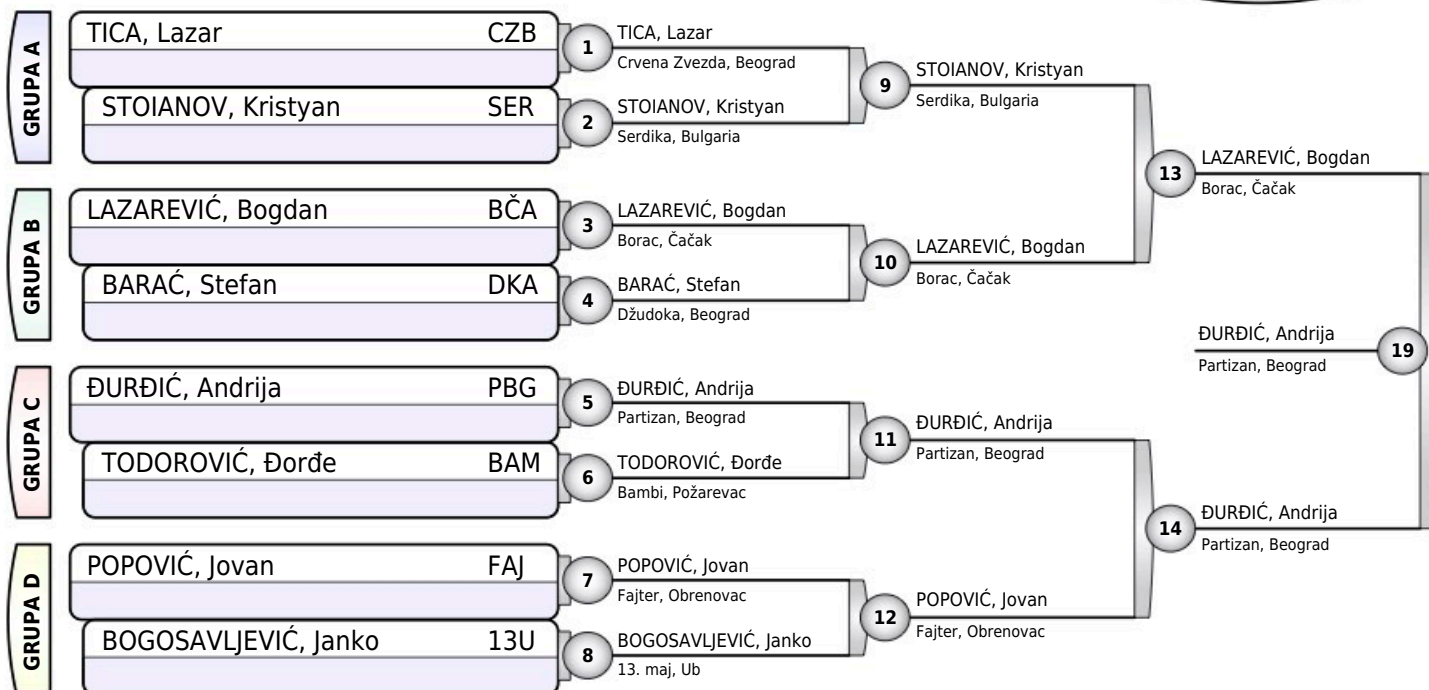 GRUPA A
TICA, Lazar CZB
STOIANOV, Kristyan SER
1
TICA, Lazar
Crvena Zvezda, Beograd
2
STOIANOV, Kristyan
Serdika, Bulgaria
9
STOIANOV, Kristyan
Serdika, Bulgaria
GRUPA B
LAZAREVIĆ, Bogdan BČA
BARAĆ, Stefan DKA
3
LAZAREVIĆ, Bogdan
Borac, Čačak
4
BARAĆ, Stefan
Džudoka, Beograd
10
LAZAREVIĆ, Bogdan
Borac, Čačak
13
LAZAREVIĆ, Bogdan
Borac, Čačak
GRUPA C
ĐURĐIĆ, Andrija PBG
TODOROVIĆ, Đorđe BAM
5
ĐURĐIĆ, Andrija
Partizan, Beograd
6
TODOROVIĆ, Đorđe
Bambi, Požarevac
11
ĐURĐIĆ, Andrija
Partizan, Beograd
GRUPA D
POPOVIĆ, Jovan FAJ
BOGOSAVLJEVIĆ, Janko 13U
7
POPOVIĆ, Jovan
Fajter, Obrenovac
8
BOGOSAVLJEVIĆ, Janko
13. maj, Ub
12
POPOVIĆ, Jovan
Fajter, Obrenovac
14
ĐURĐIĆ, Andrija
Partizan, Beograd
ĐURĐIĆ, Andrija
Partizan, Beograd
19